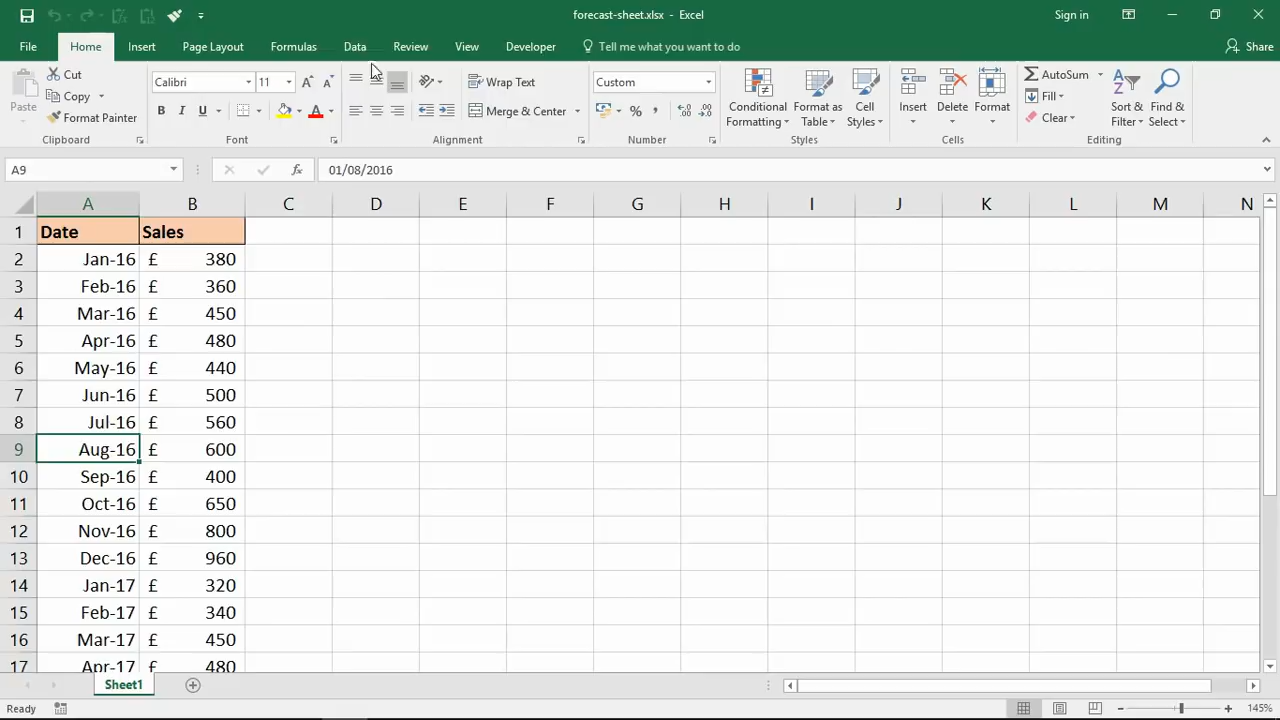 forecast-sheet.xlsx - Excel
Sign in
File Home Insert Page Layout Formulas Data Review View Developer Tell me what you want to do Share
Paste
Cut
Copy
Format Painter
Clipboard
Calibri 11
B I U A
Font
Wrap Text
Merge & Center
Alignment
Custom
%
Number
Conditional Formatting
Format as Table
Cell Styles
Styles
Insert
Delete
Format
Cells
AutoSum
Fill
Clear
Sort & Filter
Find & Select
Editing
A9 fx 01/08/2016
A B C D E F G H I J K L M N
1 Date Sales
2 Jan-16 £ 380
3 Feb-16 £ 360
4 Mar-16 £ 450
5 Apr-16 £ 480
6 May-16 £ 440
7 Jun-16 £ 500
8 Jul-16 £ 560
9 Aug-16 £ 600
10 Sep-16 £ 400
11 Oct-16 £ 650
12 Nov-16 £ 800
13 Dec-16 £ 960
14 Jan-17 £ 320
15 Feb-17 £ 340
16 Mar-17 £ 450
17 Apr-17 £ 480
Sheet1
Ready
145%